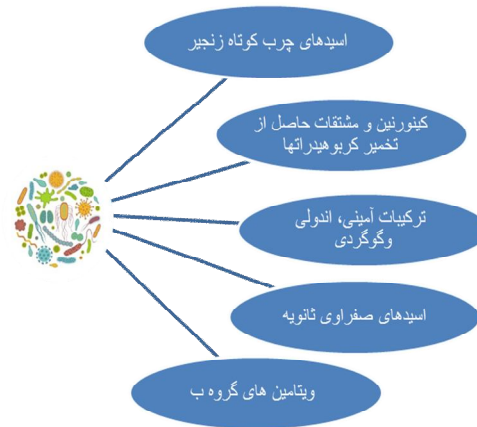 اسیدهای چرب کوتاه زنجیر
کینورنین و مشتقات حاصل از
تخمیر کربوهیدراتها
ترکیبات آمینی، اندولی
وگوگردی
اسیدهای صفراوی ثانویه
ویتامین های گروه ب